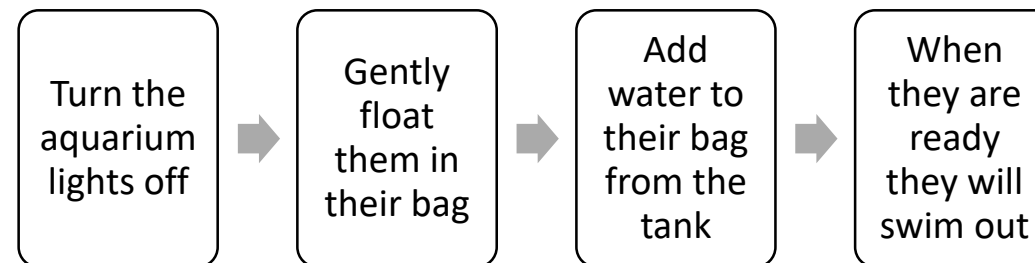 Turn the
aquarium
lights off
Gently
float
them in
their bag
Add
water to
their bag
from the
tank
When
they are
ready
they will
swim out